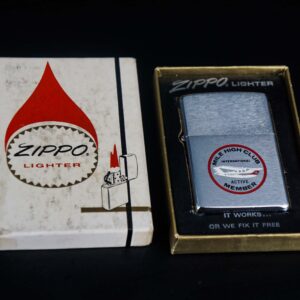 ZIPPO
LIGHTER
ZIPPO LIGHTER
MILE HIGH CLUB
INTERNATIONAL
ACTIVE
MEMBER
IT WORKS...
OR WE FIX IT FREE